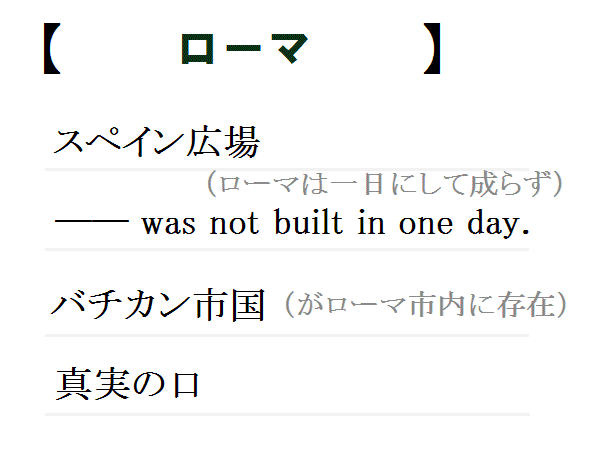 【 ローマ 】
スペイン広場
（ローマは一日にして成らず）
―― was not built in one day.
バチカン市国（がローマ市内に存在）
真実の口